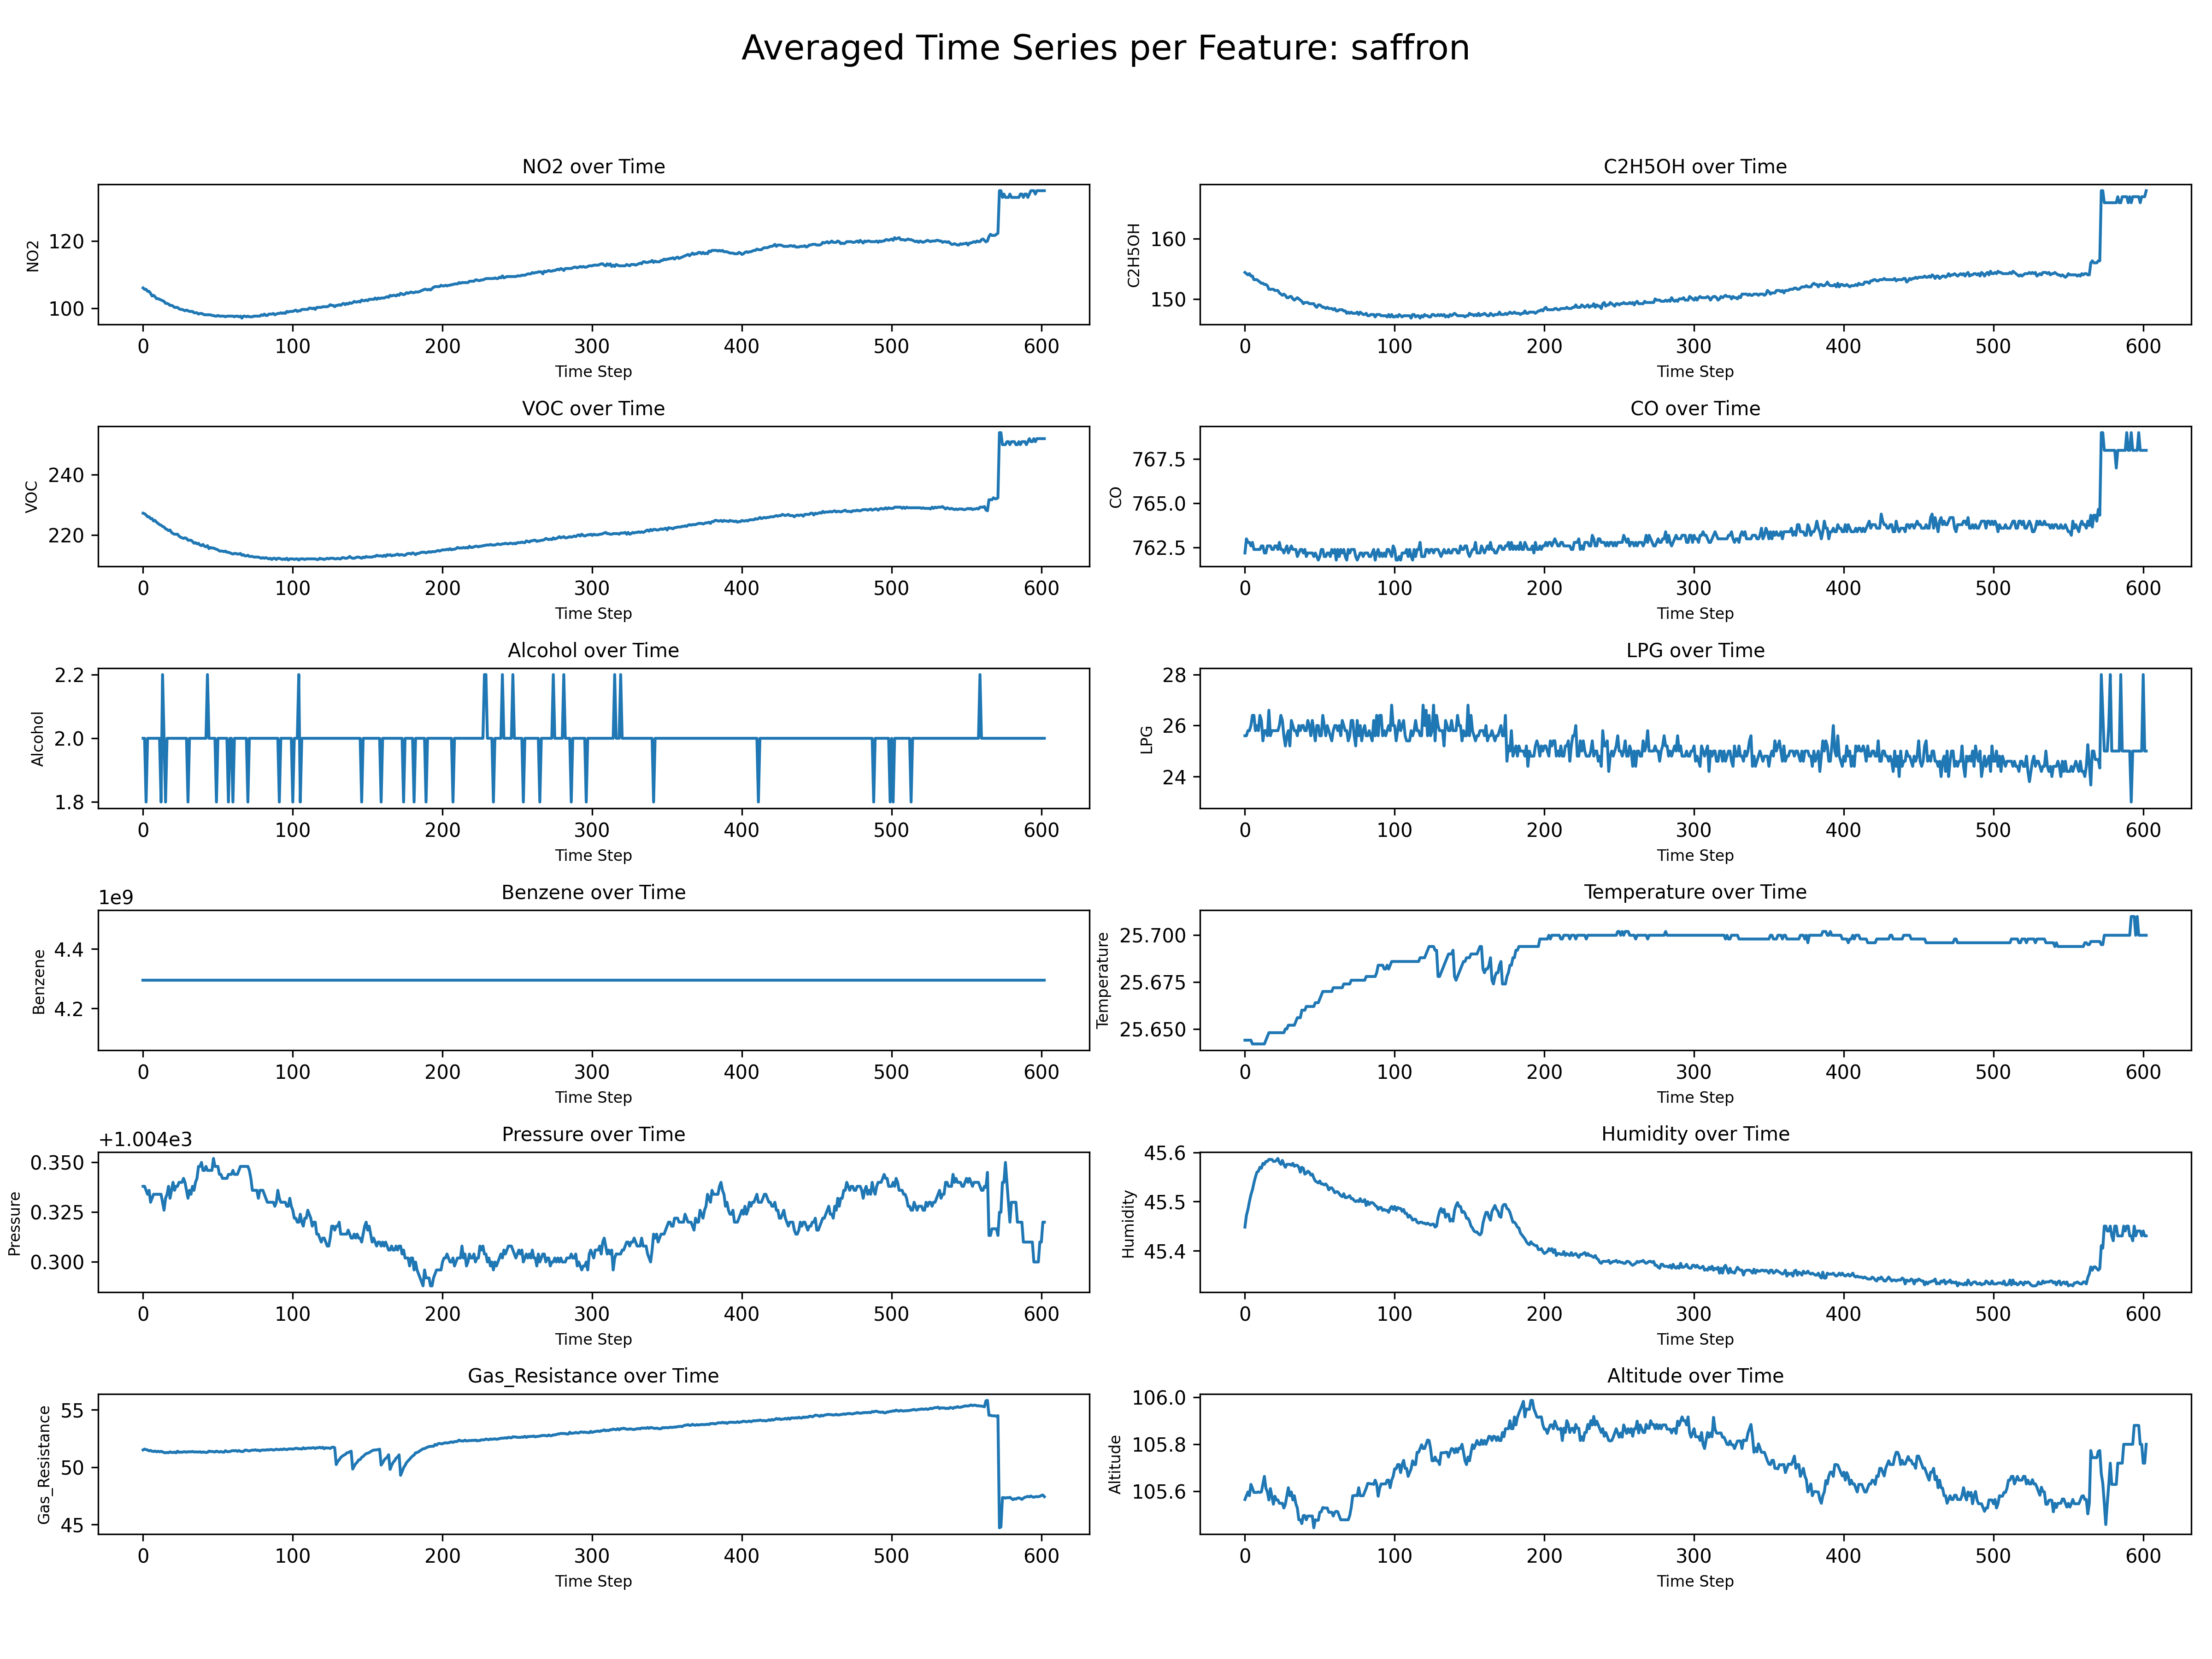 Averaged Time Series per Feature: saffron
NO2 over Time
NO2
120
100
0 100 200 300 400 500 600
Time Step
C2H5OH over Time
C2H5OH
160
150
0 100 200 300 400 500 600
Time Step
VOC over Time
VOC
240
220
0 100 200 300 400 500 600
Time Step
CO over Time
CO
767.5
765.0
762.5
0 100 200 300 400 500 600
Time Step
Alcohol over Time
Alcohol
2.2
2.0
1.8
0 100 200 300 400 500 600
Time Step
LPG over Time
LPG
28
26
24
0 100 200 300 400 500 600
Time Step
Benzene over Time
1e9
Benzene
4.4
4.2
0 100 200 300 400 500 600
Time Step
Temperature over Time
Temperature
25.700
25.675
25.650
0 100 200 300 400 500 600
Time Step
Pressure over Time
+1.004e3
Pressure
0.350
0.325
0.300
0 100 200 300 400 500 600
Time Step
Humidity over Time
Humidity
45.6
45.5
45.4
0 100 200 300 400 500 600
Time Step
Gas_Resistance over Time
Gas_Resistance
55
50
45
0 100 200 300 400 500 600
Time Step
Altitude over Time
Altitude
106.0
105.8
105.6
0 100 200 300 400 500 600
Time Step